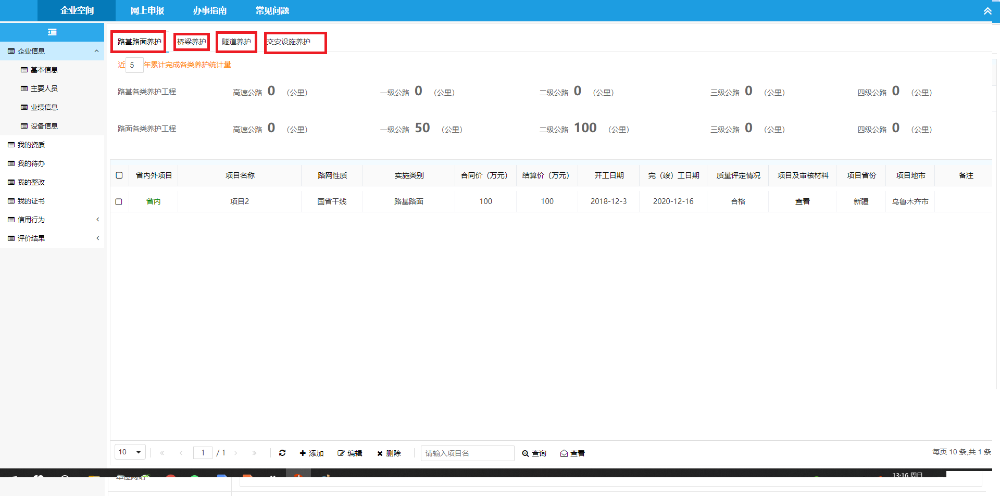 企业空间 网上申报 办事指南 常见问题
企业信息
基本信息
主要人员
业绩信息
设备信息
我的资质
我的待办
我的整改
我的证书
信用行为
评价结果
路基路面养护 桥梁养护 隧道养护 交安设施养护
近 5 年累计完成各类养护统计量
路基各类养护工程 高速公路 0 （公里） 一级公路 0 （公里） 二级公路 0 （公里） 三级公路 0 （公里） 四级公路 0 （公里）
路面各类养护工程 高速公路 0 （公里） 一级公路 50 （公里） 二级公路 100 （公里） 三级公路 0 （公里） 四级公路 0 （公里）
省内外项目 项目名称 路网性质 实施类别 合同价（万元） 结算价（万元） 开工日期 完（竣）工日期 质量评定情况 项目及审核材料 项目省份 项目地市 备注
省内 项目2 国省干线 路基路面 100 100 2018-12-3 2020-12-16 合格 查看 新疆 乌鲁木齐市
10 « ‹ 1 / 1 › » 添加 编辑 删除 请输入项目名 查询 查看 每页 10 条,共 1 条
13:16 周日